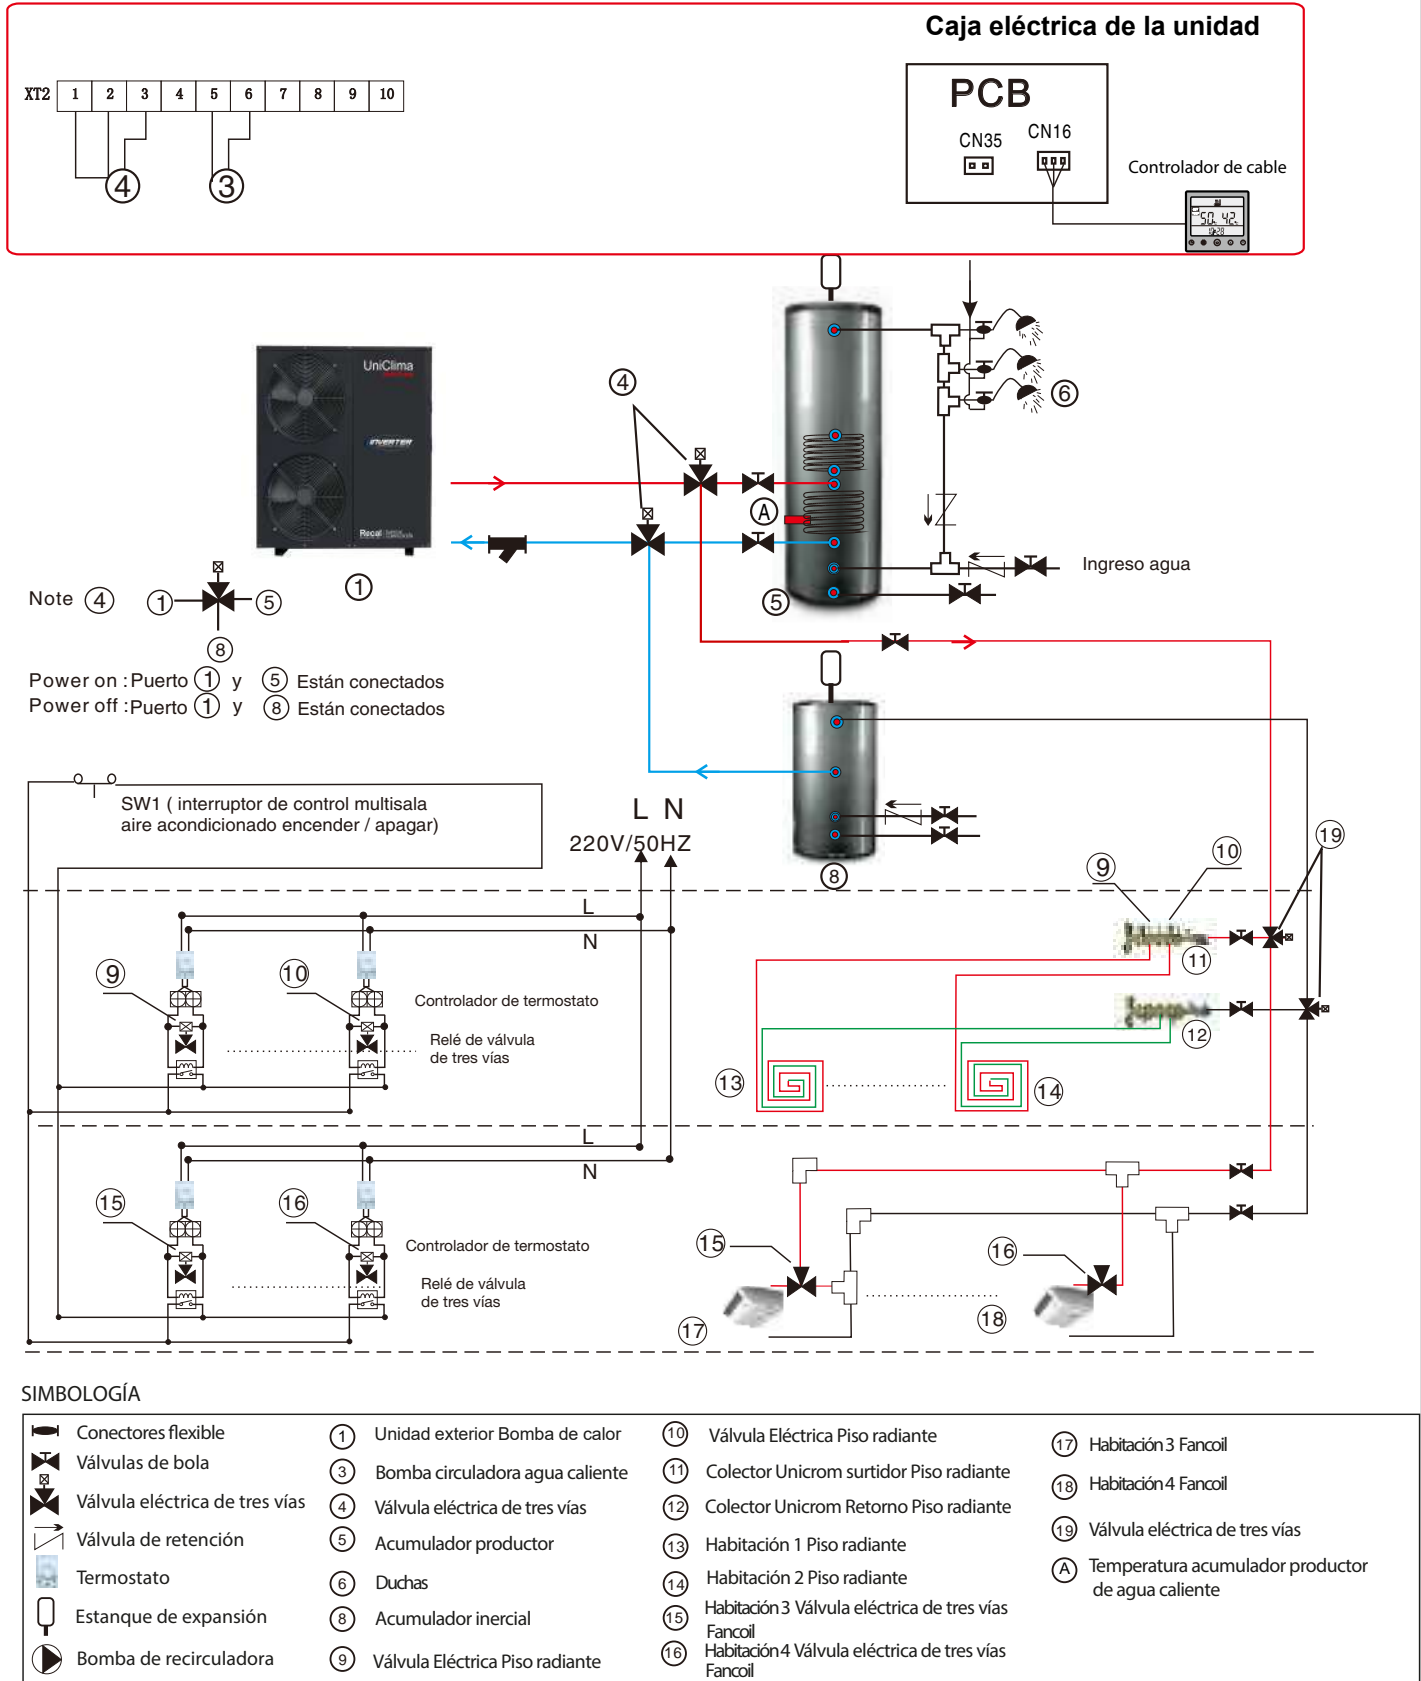 Caja eléctrica de la unidad
XT2 1 2 3 4 5 6 7 8 9 10
4 3
PCB
CN35 CN16
Controlador de cable
UniClima
INVERTER
4
6
A
1
5
Ingreso agua
Note 4 1 5
8
Power on : Puerto 1 y 5 Están conectados
Power off : Puerto 1 y 8 Están conectados
SW1 ( interruptor de control multisala
aire acondicionado encender / apagar)
L N
220V/50HZ
8
19
9 10
L
N
9 10
11
Controlador de termostato
Relé de válvula
de tres vías
12
13 14
L
N
15 16
Controlador de termostato
Relé de válvula
de tres vías
15 16
17 18
SIMBOLOGÍA
Conectores flexible
Válvulas de bola
Válvula eléctrica de tres vías
Válvula de retención
Termostato
Estanque de expansión
Bomba de recirculadora
1 Unidad exterior Bomba de calor
3 Bomba circuladora agua caliente
4 Válvula eléctrica de tres vías
5 Acumulador productor
6 Duchas
8 Acumulador inercial
9 Válvula Eléctrica Piso radiante
10 Válvula Eléctrica Piso radiante
11 Colector Unicrom surtidor Piso radiante
12 Colector Unicrom Retorno Piso radiante
13 Habitación 1 Piso radiante
14 Habitación 2 Piso radiante
15 Habitación 3 Válvula eléctrica de tres vías
Fancoil
16 Habitación 4 Válvula eléctrica de tres vías
Fancoil
17 Habitación 3 Fancoil
18 Habitación 4 Fancoil
19 Válvula eléctrica de tres vías
A Temperatura acumulador productor
de agua caliente